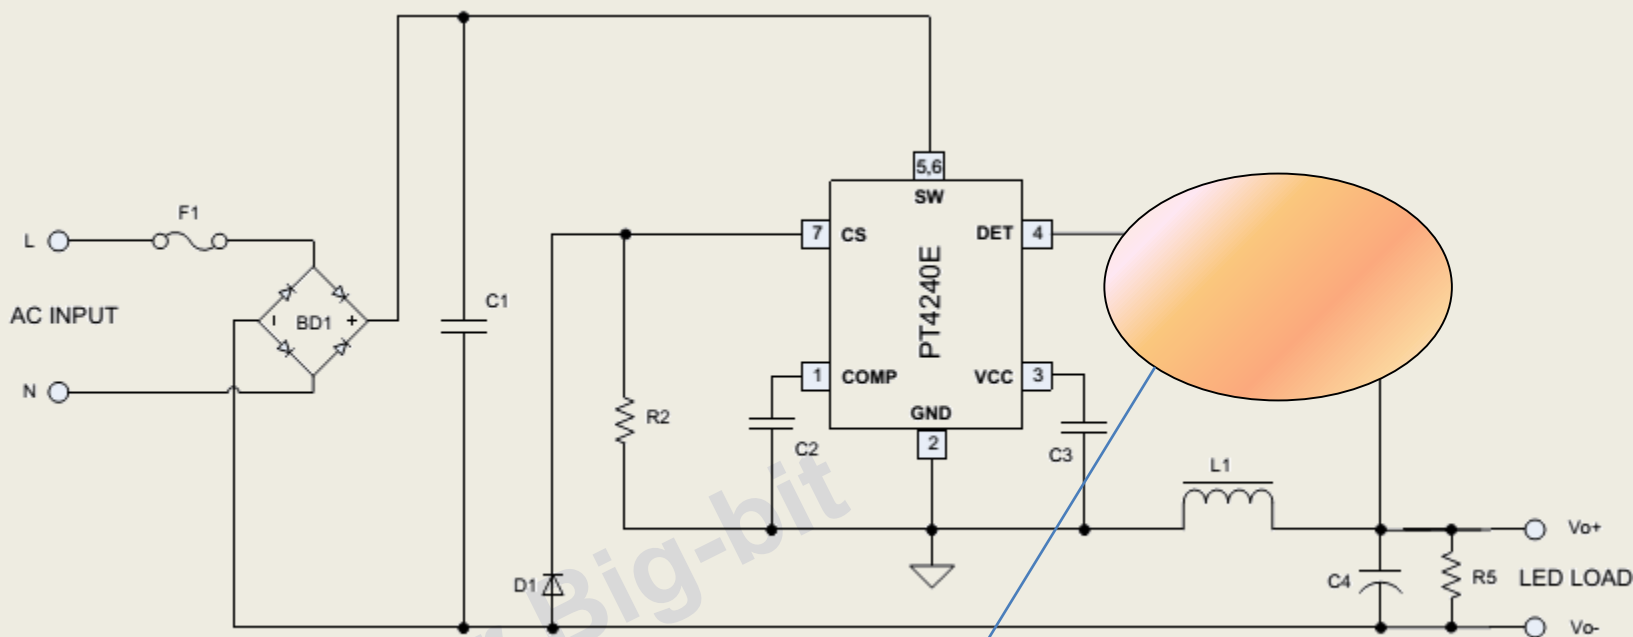 F1
L
AC INPUT
N
BD1
- +
C1
5,6
SW
7 CS
DET 4
PT4240E
1 COMP
VCC 3
GND
2
R2
C2
C3
L1
D1
C4
R5
Vo+
LED LOAD
Vo-
Big-bit